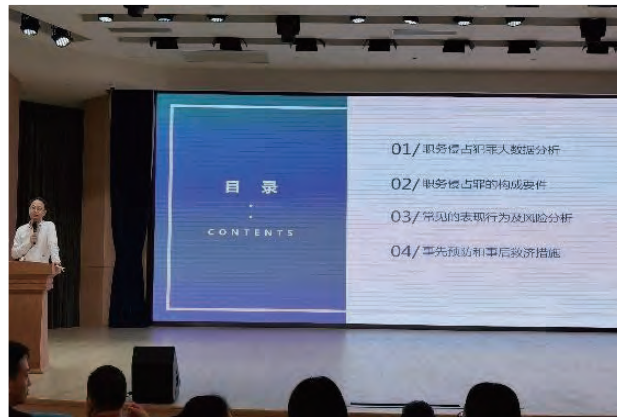 目 录
CONTENTS
01/职务侵占犯罪大数据分析
02/职务侵占罪的构成要件
03/常见的表现行为及风险分析
04/事先预防和事后救济措施